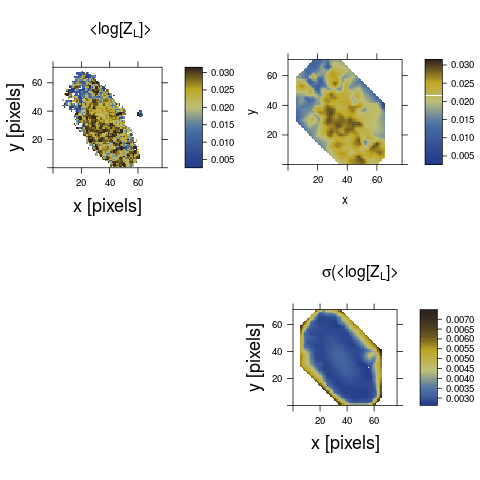 <log[Z_L]>
60
40
20
20 40 60
x [pixels]
y [pixels]
0.030
0.025
0.020
0.015
0.010
0.005
60
40
20
20 40 60
x
y
0.030
0.025
0.020
0.015
0.010
0.005
σ(<log[Z_L]>
60
40
20
20 40 60
x [pixels]
y [pixels]
0.0070
0.0065
0.0060
0.0055
0.0050
0.0045
0.0040
0.0035
0.0030